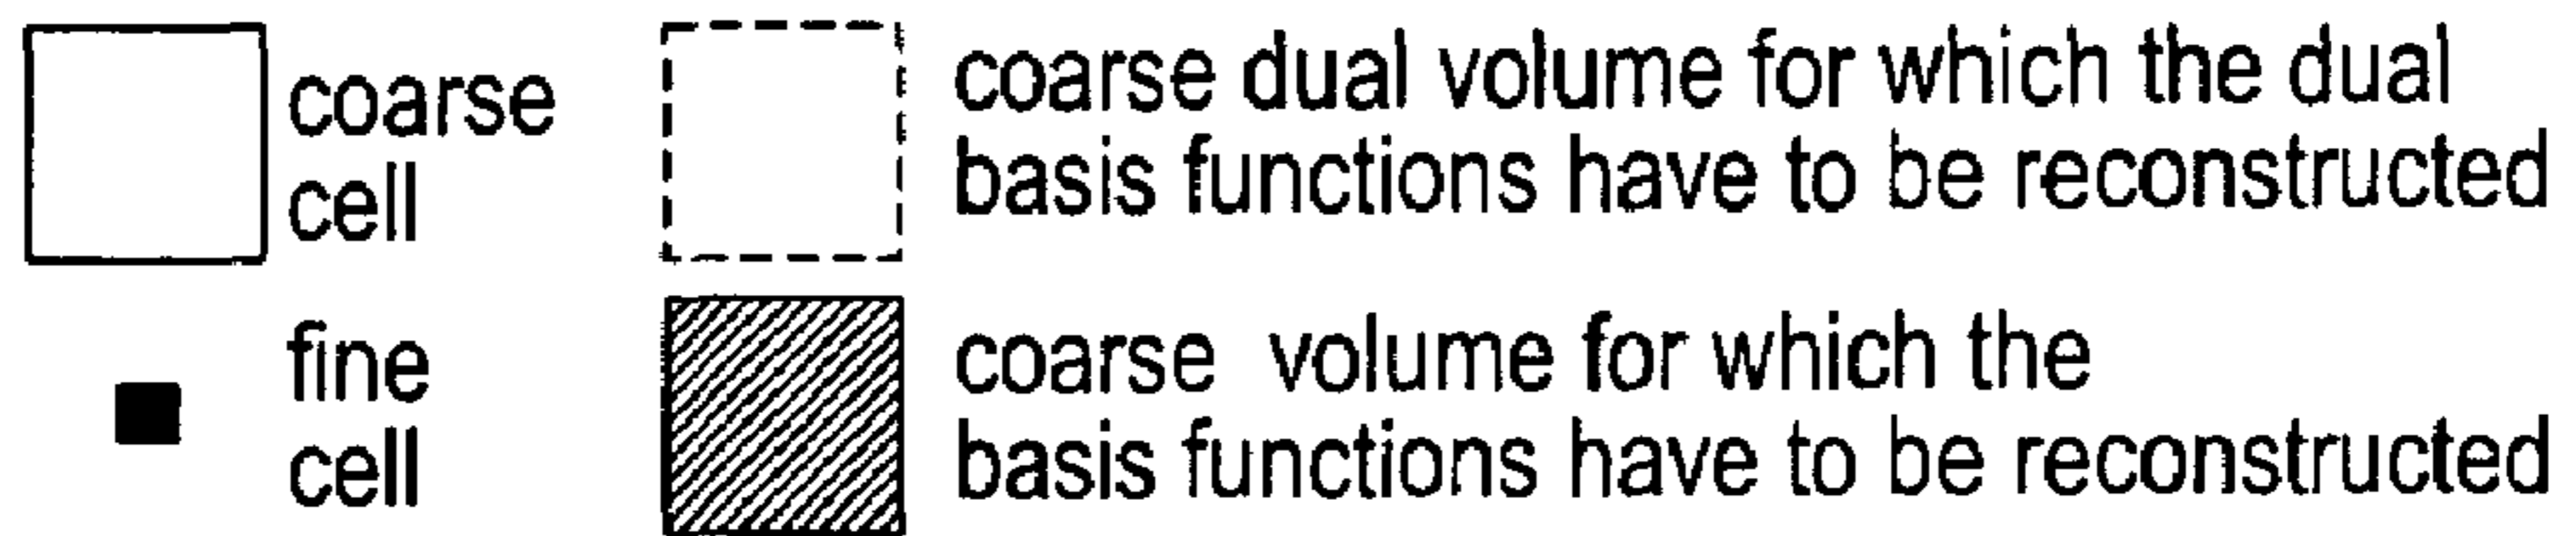 coarse
cell
coarse dual volume for which the dual
basis functions have to be reconstructed
fine
cell
coarse volume for which the
basis functions have to be reconstructed